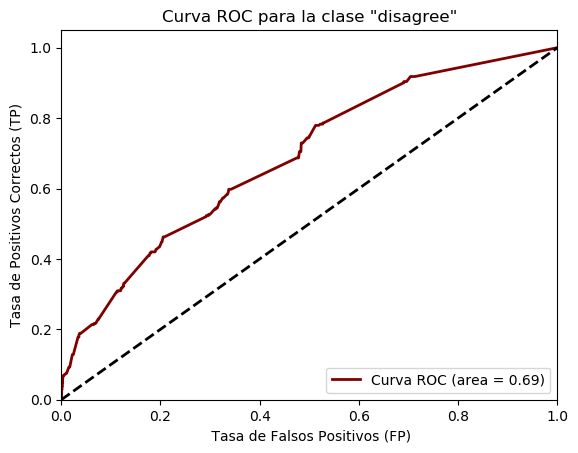 Curva ROC para la clase "disagree"
Tasa de Positivos Correctos (TP)
1.0
0.8
0.6
0.4
0.2
0.0
Curva ROC (area = 0.69)
0.0 0.2 0.4 0.6 0.8 1.0
Tasa de Falsos Positivos (FP)